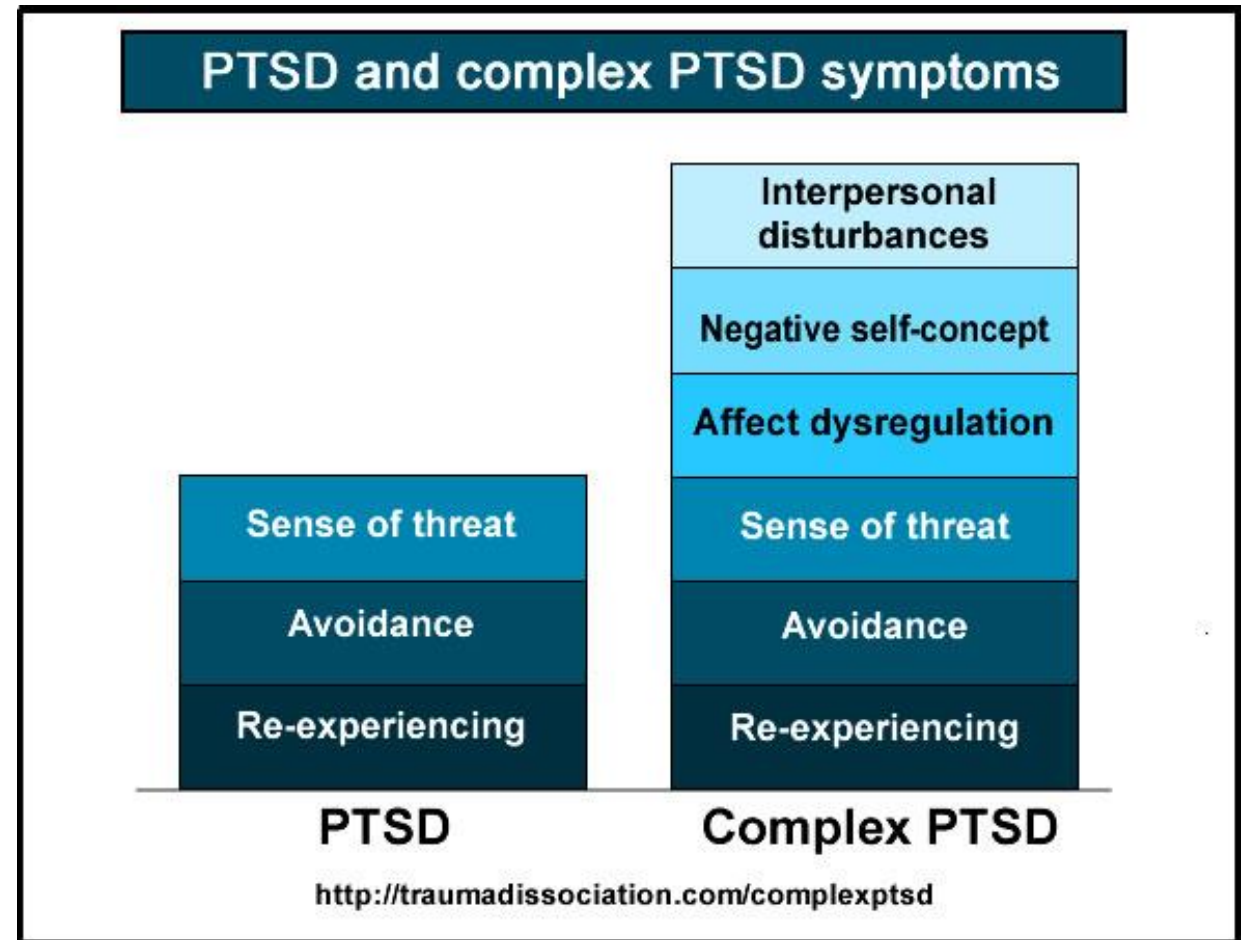 PTSD and complex PTSD symptoms
Sense of threat
Avoidance
Re-experiencing
PTSD
Interpersonal
disturbances
Negative self-concept
Affect dysregulation
Sense of threat
Avoidance
Re-experiencing
Complex PTSD
http://traumadissociation.com/complexptsd